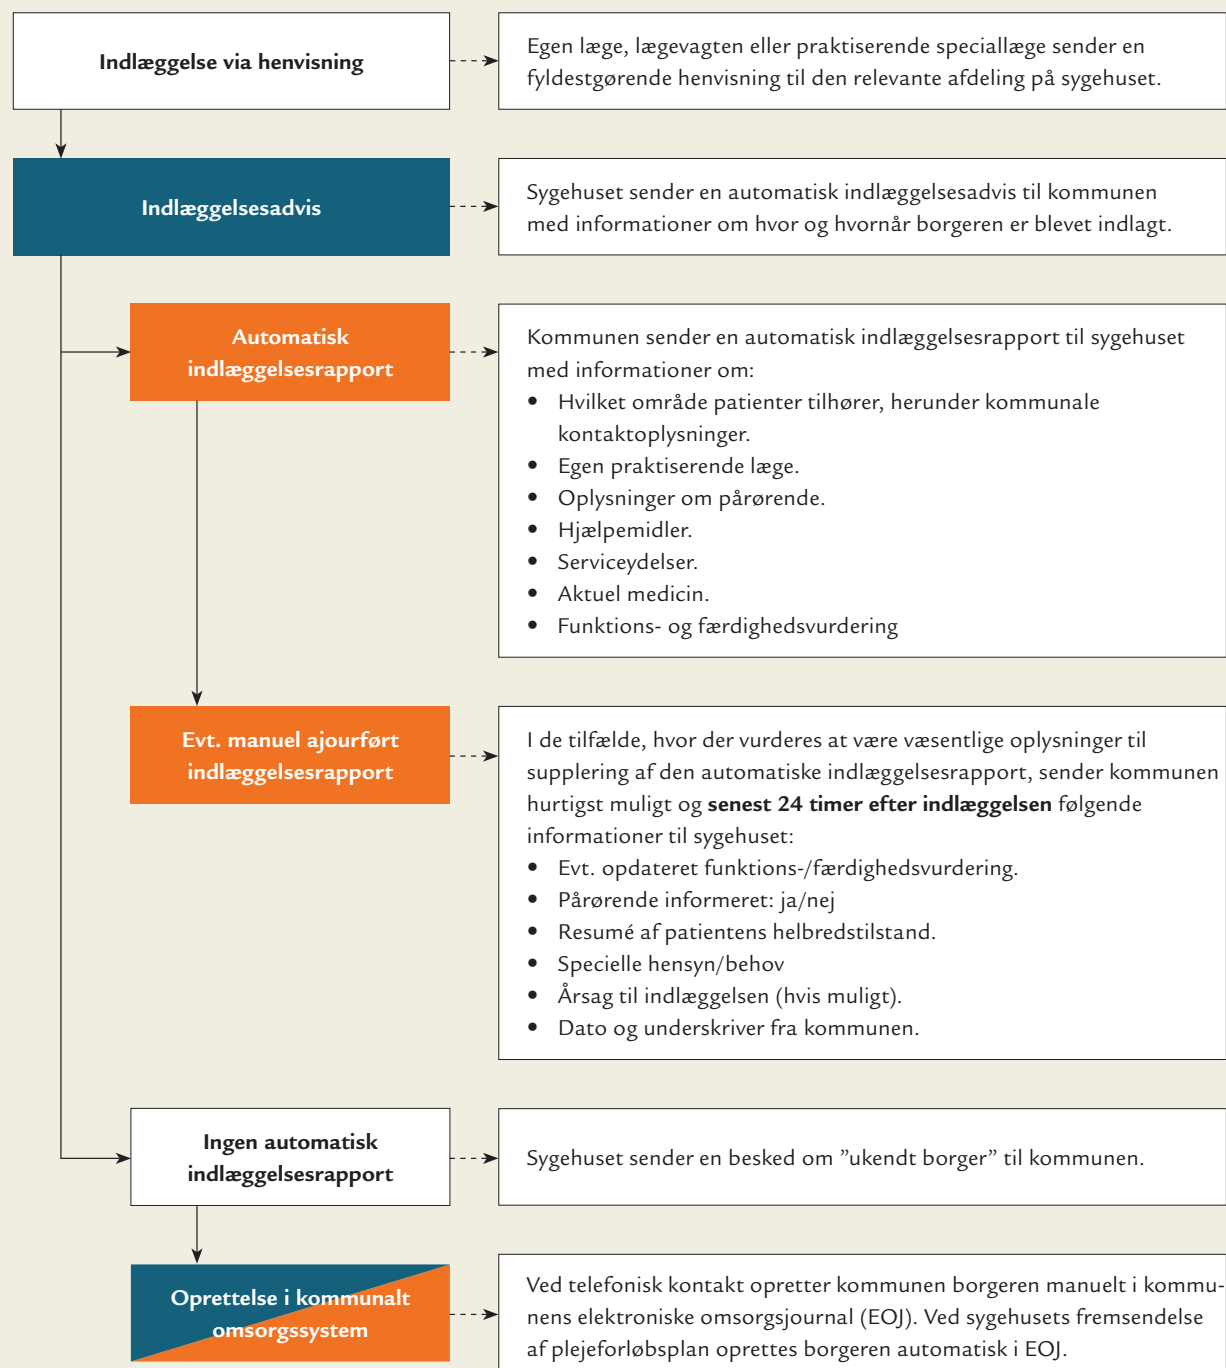 Indlæggelse via henvisning
Egen læge, lægevagten eller praktiserende speciallæge sender en
fyldestgørende henvisning til den relevante afdeling på sygehuset.
Indlæggelsesadvis
Sygehuset sender en automatisk indlæggelsesadvis til kommunen
med informationer om hvor og hvornår borgeren er blevet indlagt.
Automatisk
indlæggelsesrapport
Kommunen sender en automatisk indlæggelsesrapport til sygehuset
med informationer om:
• Hvilket område patienter tilhører, herunder kommunale
kontaktoplysninger.
• Egen praktiserende læge.
• Oplysninger om pårørende.
• Hjælpemidler.
• Serviceydelser.
• Aktuel medicin.
• Funktions- og færdighedsvurdering
Evt. manuel ajourført
indlæggelsesrapport
I de tilfælde, hvor der vurderes at være væsentlige oplysninger til
supplering af den automatiske indlæggelsesrapport, sender kommunen
hurtigst muligt og senest 24 timer efter indlæggelsen følgende
informationer til sygehuset:
• Evt. opdateret funktions-/færdighedsvurdering.
• Pårørende informeret: ja/nej
• Resumé af patientens helbredstilstand.
• Specielle hensyn/behov
• Årsag til indlæggelsen (hvis muligt).
• Dato og underskriver fra kommunen.
Ingen automatisk
indlæggelsesrapport
Sygehuset sender en besked om ”ukendt borger” til kommunen.
Oprettelse i kommunalt
omsorgssystem
Ved telefonisk kontakt opretter kommunen borgeren manuelt i kommu-
nens elektroniske omsorgsjournal (EOJ). Ved sygehusets fremsendelse
af plejeforløbsplan oprettes borgeren automatisk i EOJ.